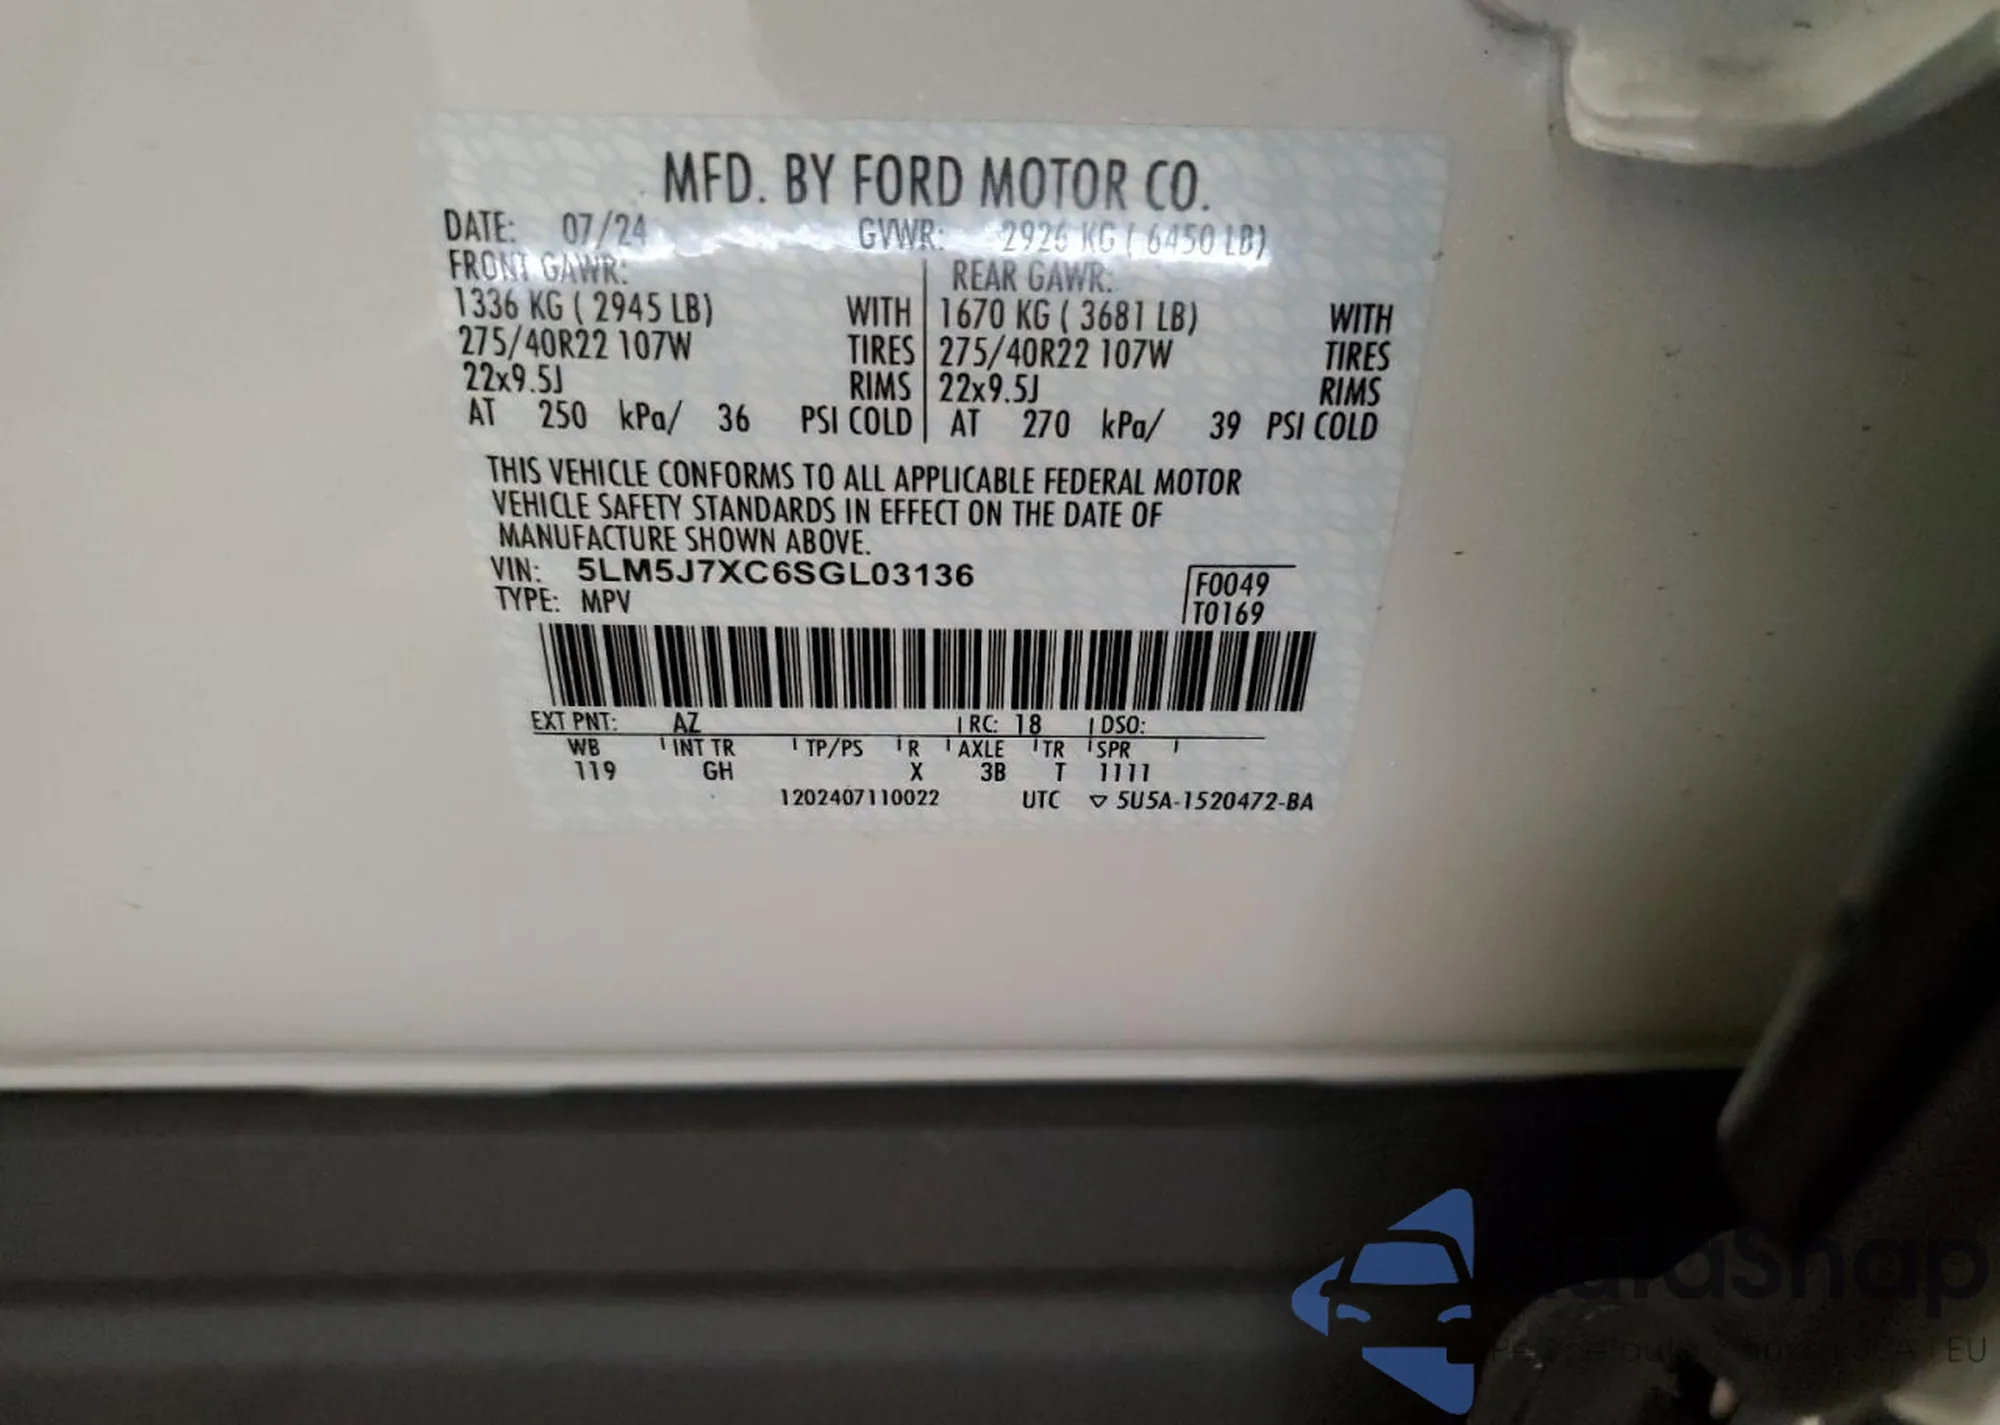 MFD. BY FORD MOTOR CO.
DATE: 07/24 GVWR: 2926 KG ( 6450 LB)
FRONT GAWR: REAR GAWR:
1336 KG ( 2945 LB) WITH 1670 KG ( 3681 LB) WITH
275/40R22 107W TIRES 275/40R22 107W TIRES
22x9.5J RIMS 22x9.5J RIMS
AT 250 kPa/ 36 PSI COLD AT 270 kPa/ 39 PSI COLD
THIS VEHICLE CONFORMS TO ALL APPLICABLE FEDERAL MOTOR
VEHICLE SAFETY STANDARDS IN EFFECT ON THE DATE OF
MANUFACTURE SHOWN ABOVE.
VIN: 5LM5J7XC6SGL03136 F0049
TYPE: MPV T0169
EXT PNT: AZ RC: 18 DSO:
WB INT TR TP/PS R AXLE TR SPR
119 GH X 3B T 1111
1202407110022 UTC ▽ 5U5A-1520472-BA
EU